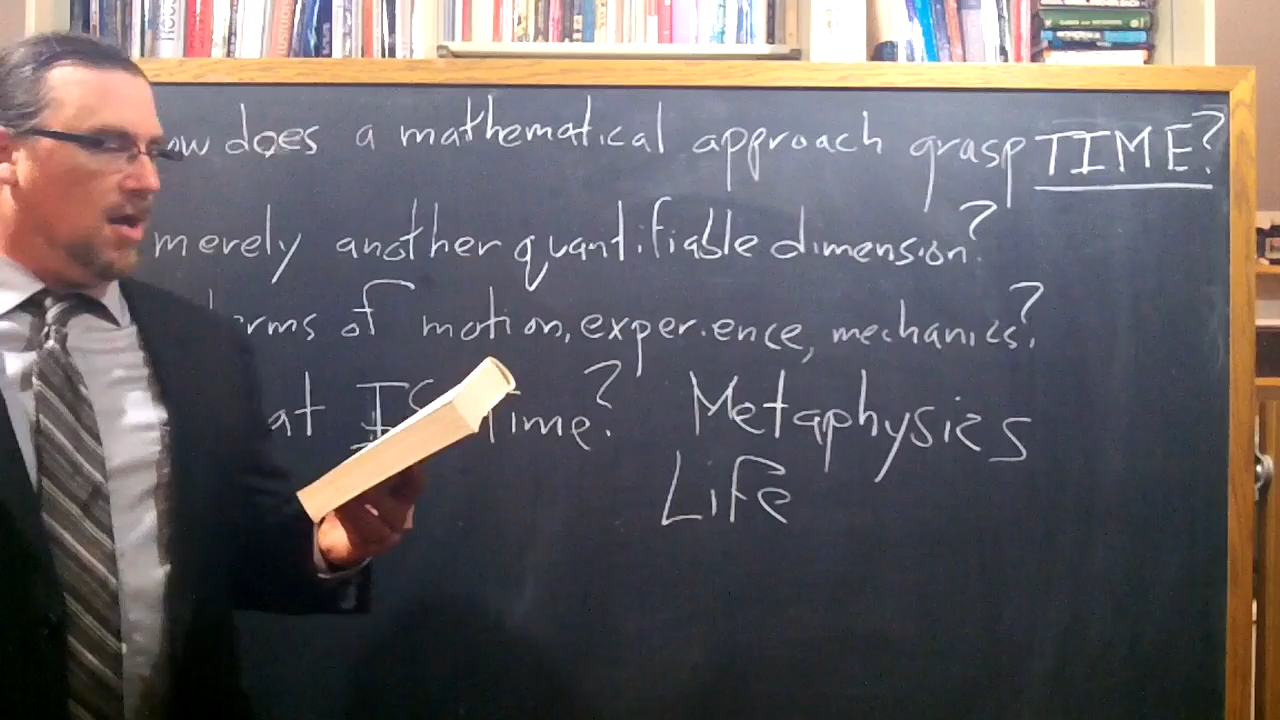 ow does a mathematical approach grasp TIME?
merely another quantifiable dimension?
erms of motion, experience, mechanics?
at IS Time? Metaphysics
Life